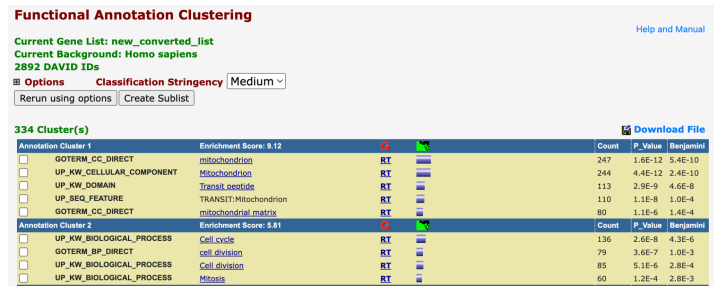 Functional Annotation Clustering
Help and Manual
Current Gene List: new_converted_list
Current Background: Homo sapiens
2892 DAVID IDs
Options Classification Stringency Medium
Rerun using options Create Sublist
334 Cluster(s) Download File
Annotation Cluster 1 Enrichment Score: 9.12 G Count P_Value Benjamini
GOTERM_CC_DIRECT mitochondrion RT 247 1.6E-12 5.4E-10
UP_KW_CELLULAR_COMPONENT Mitochondrion RT 244 4.4E-12 2.4E-10
UP_KW_DOMAIN Transit peptide RT 113 2.9E-9 4.6E-8
UP_SEQ_FEATURE TRANSIT:Mitochondrion RT 110 1.1E-8 1.0E-4
GOTERM_CC_DIRECT mitochondrial matrix RT 80 1.1E-6 1.4E-4
Annotation Cluster 2 Enrichment Score: 5.81 G Count P_Value Benjamini
UP_KW_BIOLOGICAL_PROCESS Cell cycle RT 136 2.6E-8 4.3E-6
GOTERM_BP_DIRECT cell division RT 79 3.6E-7 1.0E-3
UP_KW_BIOLOGICAL_PROCESS Cell division RT 85 5.1E-6 2.8E-4
UP_KW_BIOLOGICAL_PROCESS Mitosis RT 60 1.2E-4 2.8E-3